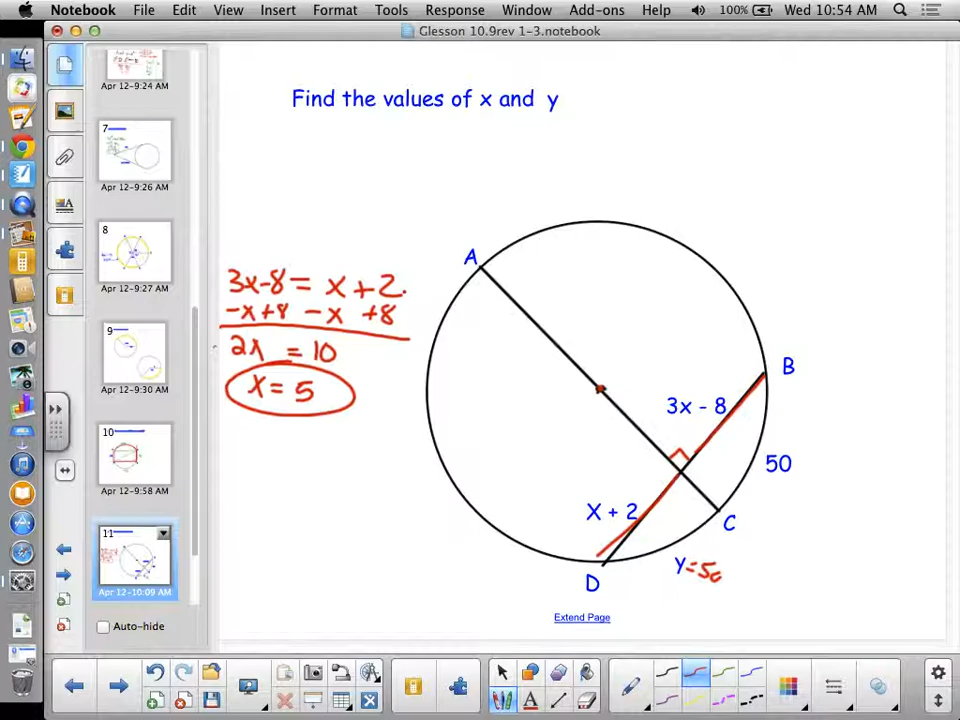 Notebook File Edit View Insert Format Tools Response Window Add-ons Help 100% Wed 10:54 AM
Glesson 10.9rev 1-3.notebook
Apr 12-9:24 AM
7
Apr 12-9:26 AM
8
Apr 12-9:27 AM
9
Apr 12-9:30 AM
10
Apr 12-9:58 AM
11
Apr 12-10:09 AM
Auto-hide
Find the values of x and y
3x-8 = x+2
-x+8 -x +8
2x = 10
x = 5
A
B
3x - 8
50
X + 2
C
y=50
D
Extend Page